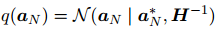 q(𝒂_N) = 𝒩(𝒂_N | 𝒂*_N, 𝑯⁻¹)